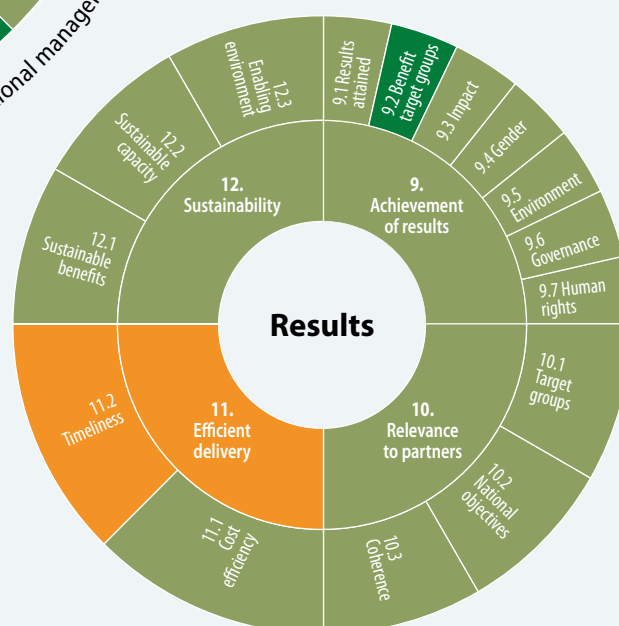 ional manage
Results
9.
Achievement
of results
9.1 Results
attained
9.2 Benefit
target groups
9.3 Impact
9.4 Gender
9.5
Environment
9.6
Governance
9.7 Human
rights
10.
Relevance
to partners
10.1
Target
groups
10.2
National
objectives
10.3
Coherence
11.
Efficient
delivery
11.1
Cost
efficiency
11.2
Timeliness
12.
Sustainability
12.1
Sustainable
benefits
12.2
Sustainable
capacity
12.3
Enabling
environment